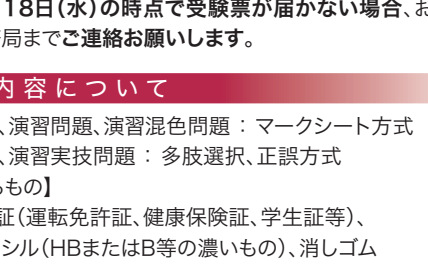 18日(水)の時点で受験票が届かない場合、お
局までご連絡お願いします。
内容について
、演習問題、演習混色問題 : マークシート方式
、演習実技問題 : 多肢選択、正誤方式
るもの】
証(運転免許証、健康保険証、学生証等)、
シル(HBまたはB等の濃いもの)、消しゴム